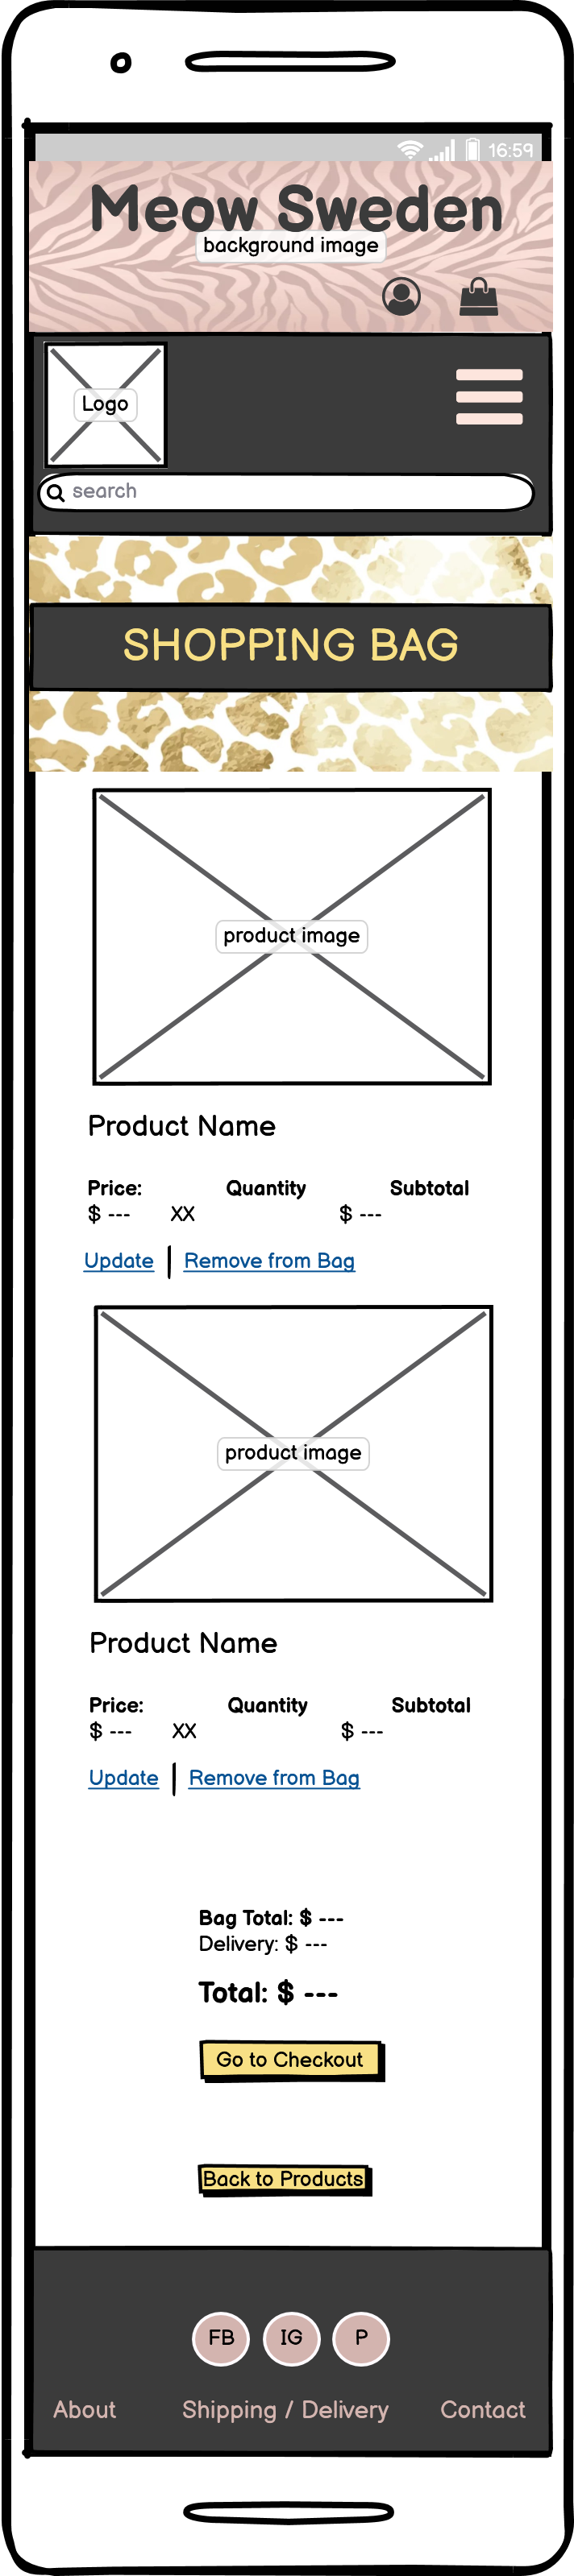 16:59
Meow Sweden
background image
Logo
search
SHOPPING BAG
product image
Product Name
Price: Quantity Subtotal
$ --- XX $ ---
Update | Remove from Bag
product image
Product Name
Price: Quantity Subtotal
$ --- XX $ ---
Update | Remove from Bag
Bag Total: $ ---
Delivery: $ ---
Total: $ ---
Go to Checkout
Back to Products
FB IG P
About Shipping / Delivery Contact